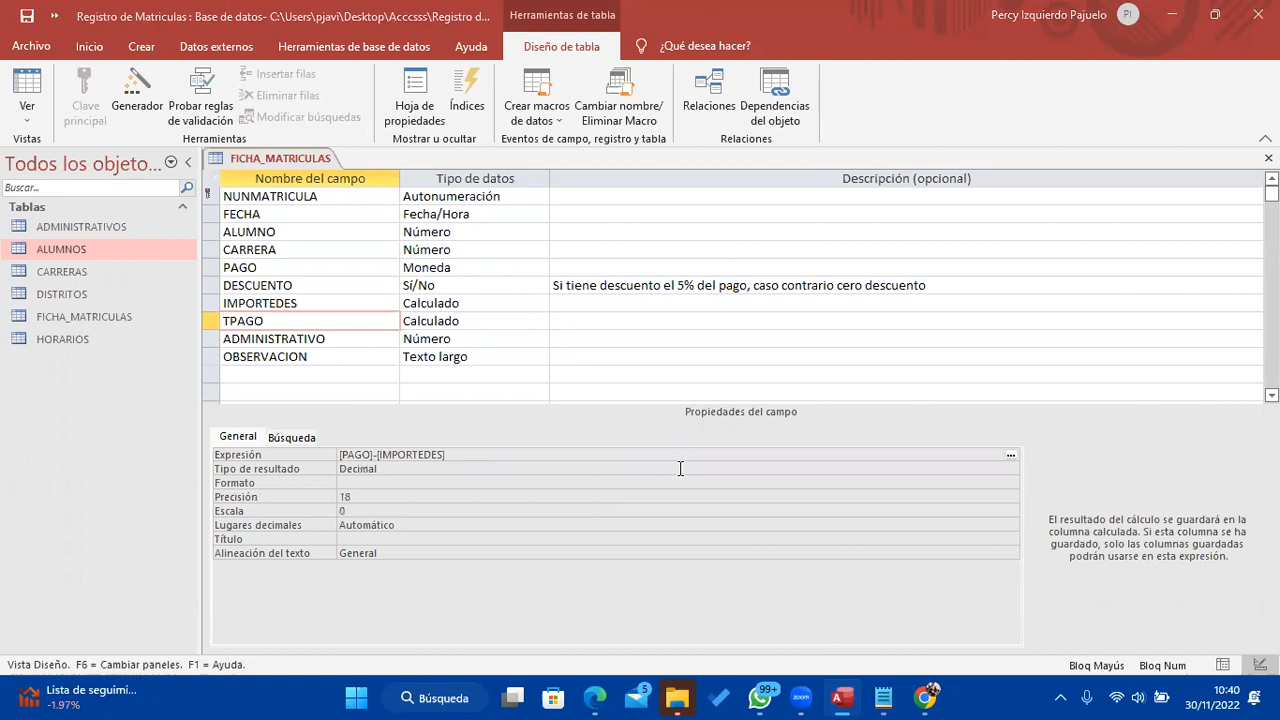 Registro de Matriculas : Base de datos- C:\Users\pjavi\Desktop\Acccsss\Registro d...
Herramientas de tabla
Percy Izquierdo Pajuelo
PI
Archivo
Inicio
Crear
Datos externos
Herramientas de base de datos
Ayuda
Diseño de tabla
¿Qué desea hacer?
Ver
Clave principal
Generador
Probar reglas de validación
Insertar filas
Eliminar filas
Modificar búsquedas
Hoja de propiedades
Índices
Crear macros de datos
Cambiar nombre/ Eliminar Macro
Relaciones
Dependencias del objeto
Vistas
Herramientas
Mostrar u ocultar
Eventos de campo, registro y tabla
Relaciones
Todos los objeto...
Buscar...
Tablas
ADMINISTRATIVOS
ALUMNOS
CARRERAS
DISTRITOS
FICHA_MATRICULAS
HORARIOS
FICHA_MATRICULAS
Nombre del campo Tipo de datos Descripción (opcional)
NUNMATRICULA Autonumeración
FECHA Fecha/Hora
ALUMNO Número
CARRERA Número
PAGO Moneda
DESCUENTO Sí/No Si tiene descuento el 5% del pago, caso contrario cero descuento
IMPORTEDES Calculado
TPAGO Calculado
ADMINISTRATIVO Número
OBSERVACION Texto largo
Propiedades del campo
General Búsqueda
Expresión [PAGO]-[IMPORTEDES]
Tipo de resultado Decimal
Formato
Precisión 18
Escala 0
Lugares decimales Automático
Título
Alineación del texto General
El resultado del cálculo se guardará en la
columna calculada. Si esta columna se ha
guardado, solo las columnas guardadas
podrán usarse en esta expresión.
Vista Diseño. F6 = Cambiar paneles. F1 = Ayuda.
Bloq Mayús Bloq Num
Lista de seguimi...
-1.97%
Búsqueda
5
99+
10:40
30/11/2022